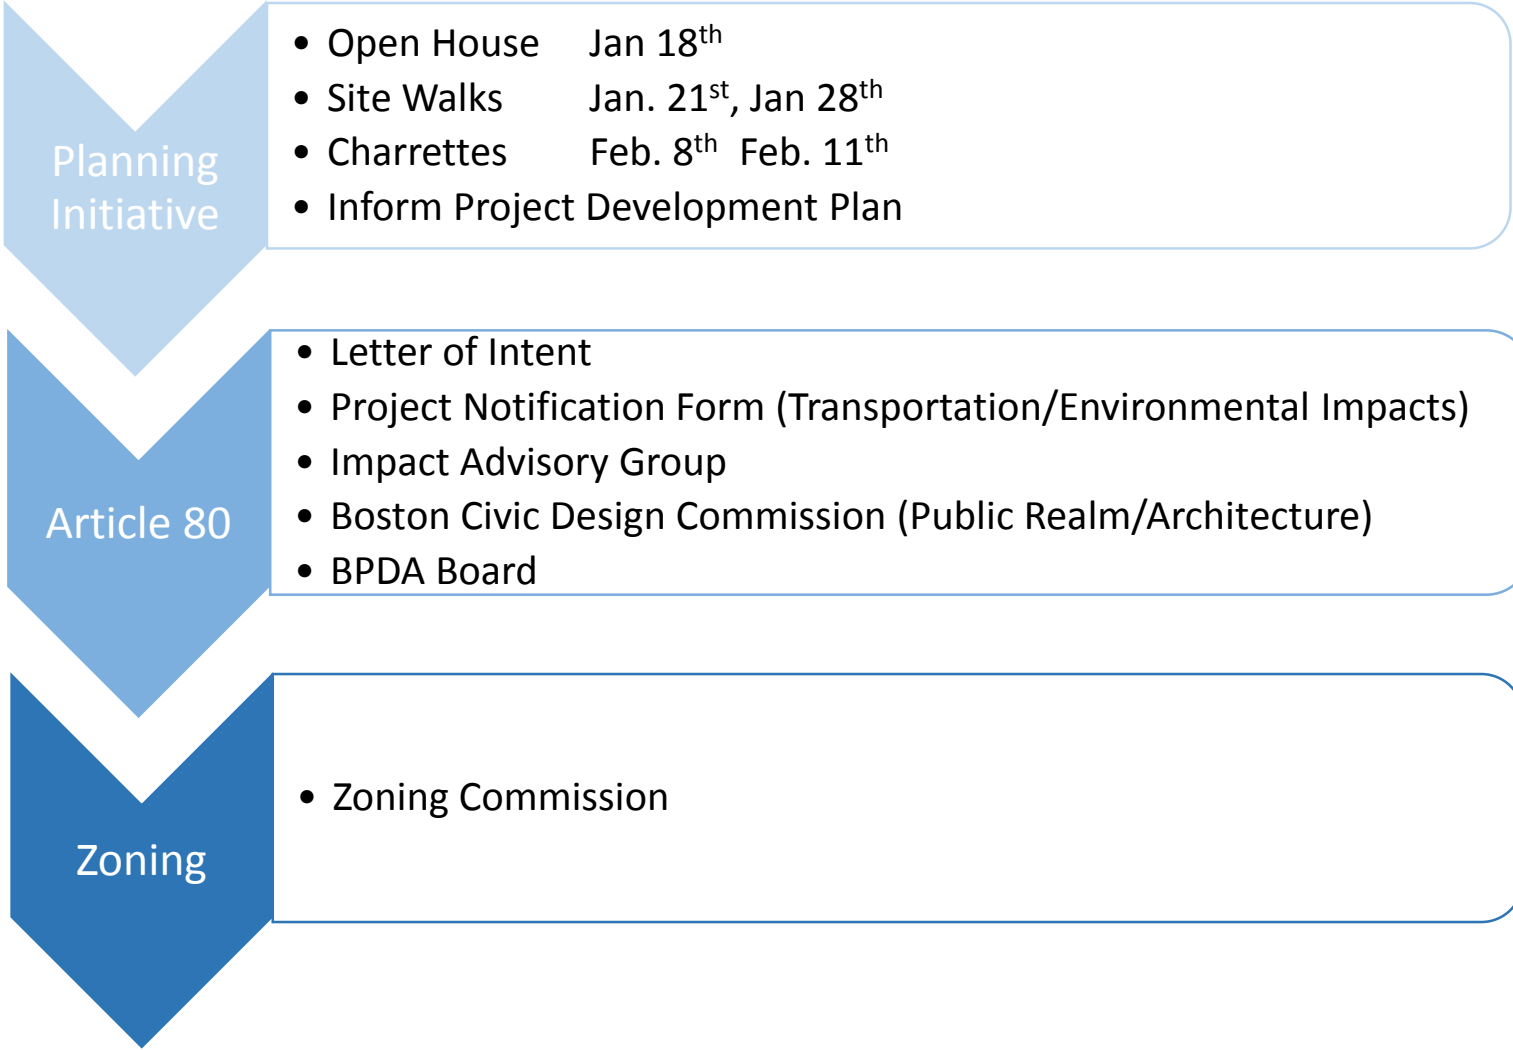 Planning
Initiative
• Open House Jan 18th
• Site Walks Jan. 21st, Jan 28th
• Charrettes Feb. 8th Feb. 11th
• Inform Project Development Plan
Article 80
• Letter of Intent
• Project Notification Form (Transportation/Environmental Impacts)
• Impact Advisory Group
• Boston Civic Design Commission (Public Realm/Architecture)
• BPDA Board
Zoning
• Zoning Commission